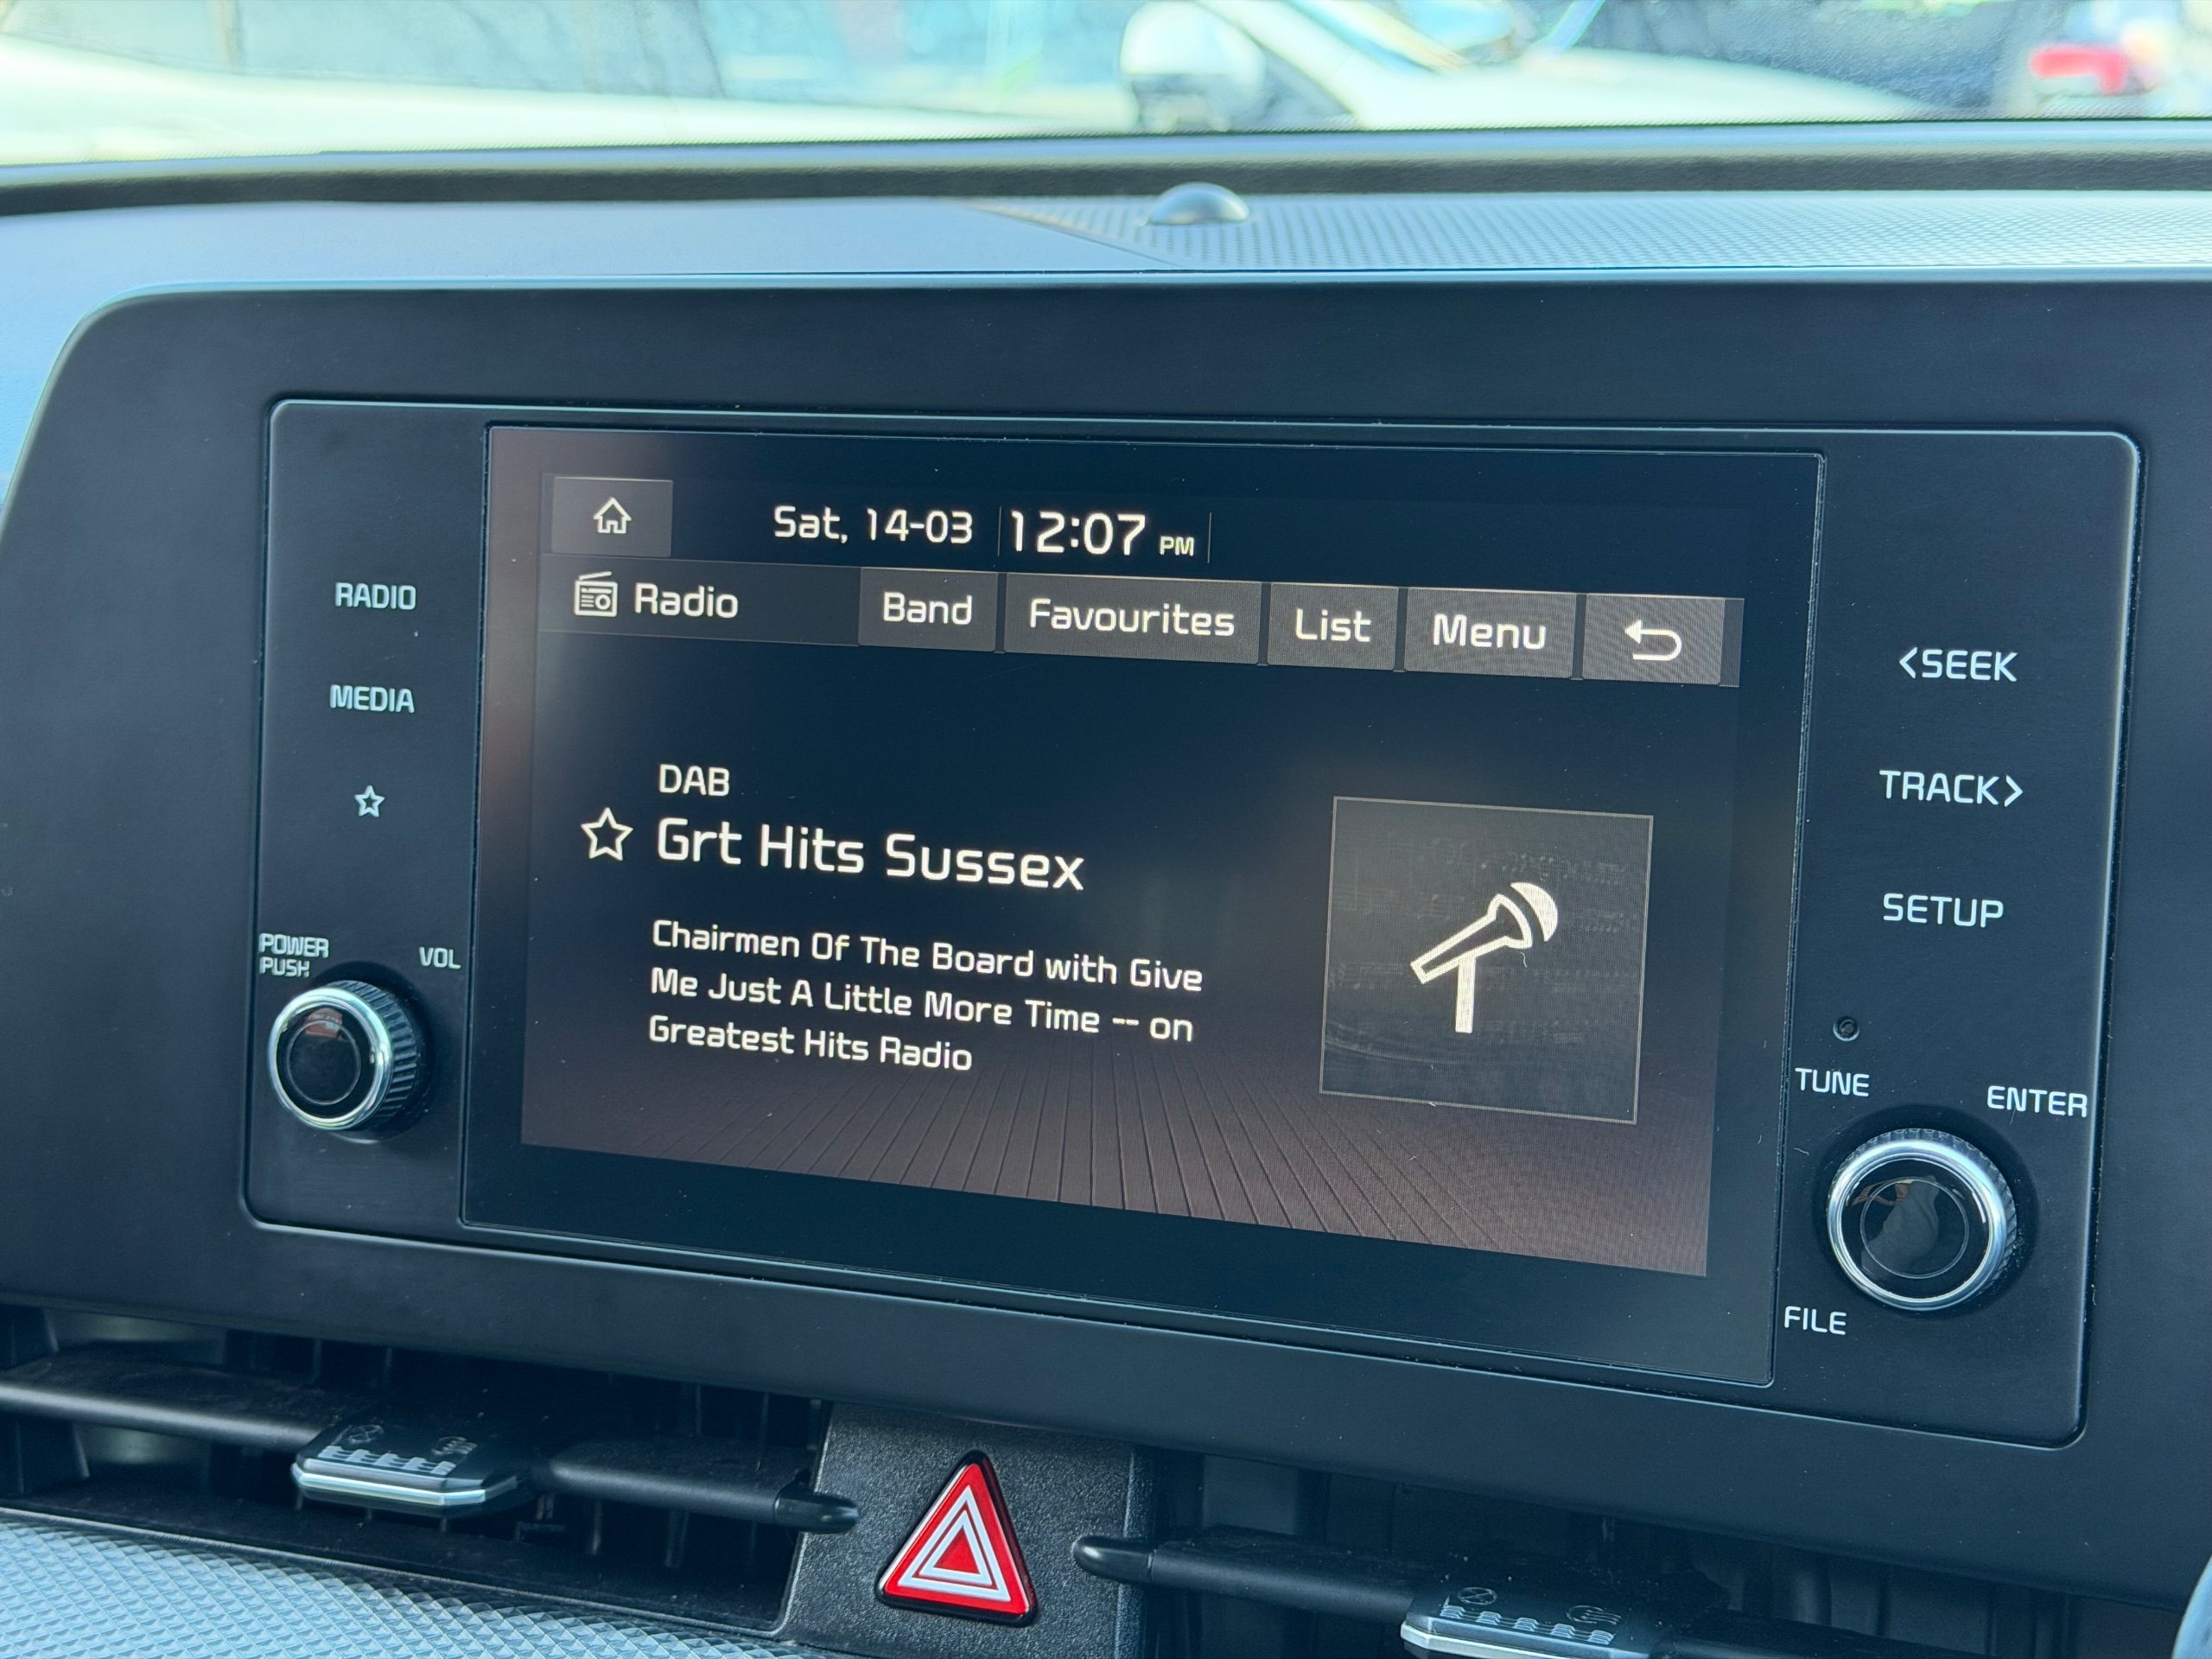 Sat, 14-03 12:07 PM
Radio Band Favourites List Menu
RADIO
MEDIA
POWER
PUSH
VOL
DAB
Grt Hits Sussex
Chairmen Of The Board with Give
Me Just A Little More Time -- on
Greatest Hits Radio
<SEEK
TRACK>
SETUP
TUNE
ENTER
FILE